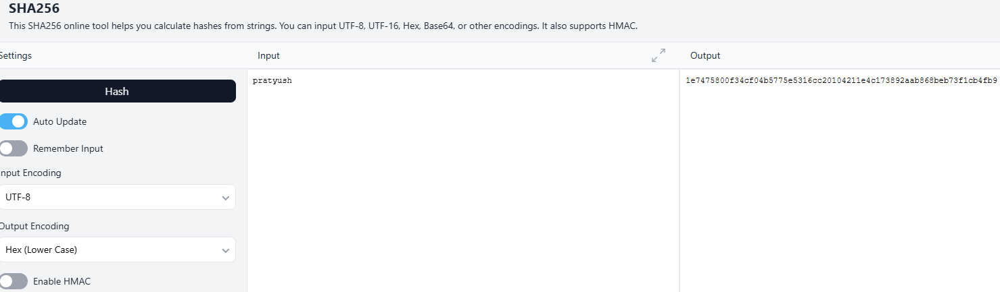 SHA256
This SHA256 online tool helps you calculate hashes from strings. You can input UTF-8, UTF-16, Hex, Base64, or other encodings. It also supports HMAC.
Settings
Input
Output
Hash
pratyush
1e7475800f34cf04b5775e5316cc20104211e4c173892aab868beb73f1cb4fb9
Auto Update
Remember Input
nput Encoding
UTF-8
Output Encoding
Hex (Lower Case)
Enable HMAC